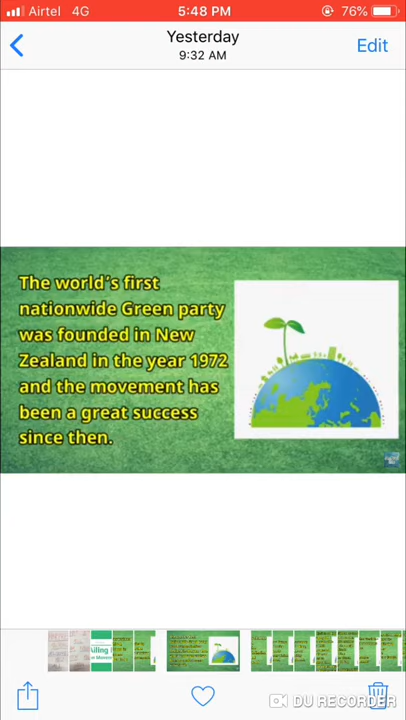 Airtel 4G 5:48 PM 76%
Yesterday
9:32 AM
Edit
The world's first
nationwide Green party
was founded in New
Zealand in the year 1972
and the movement has
been a great success
since then.
DU RECORDER